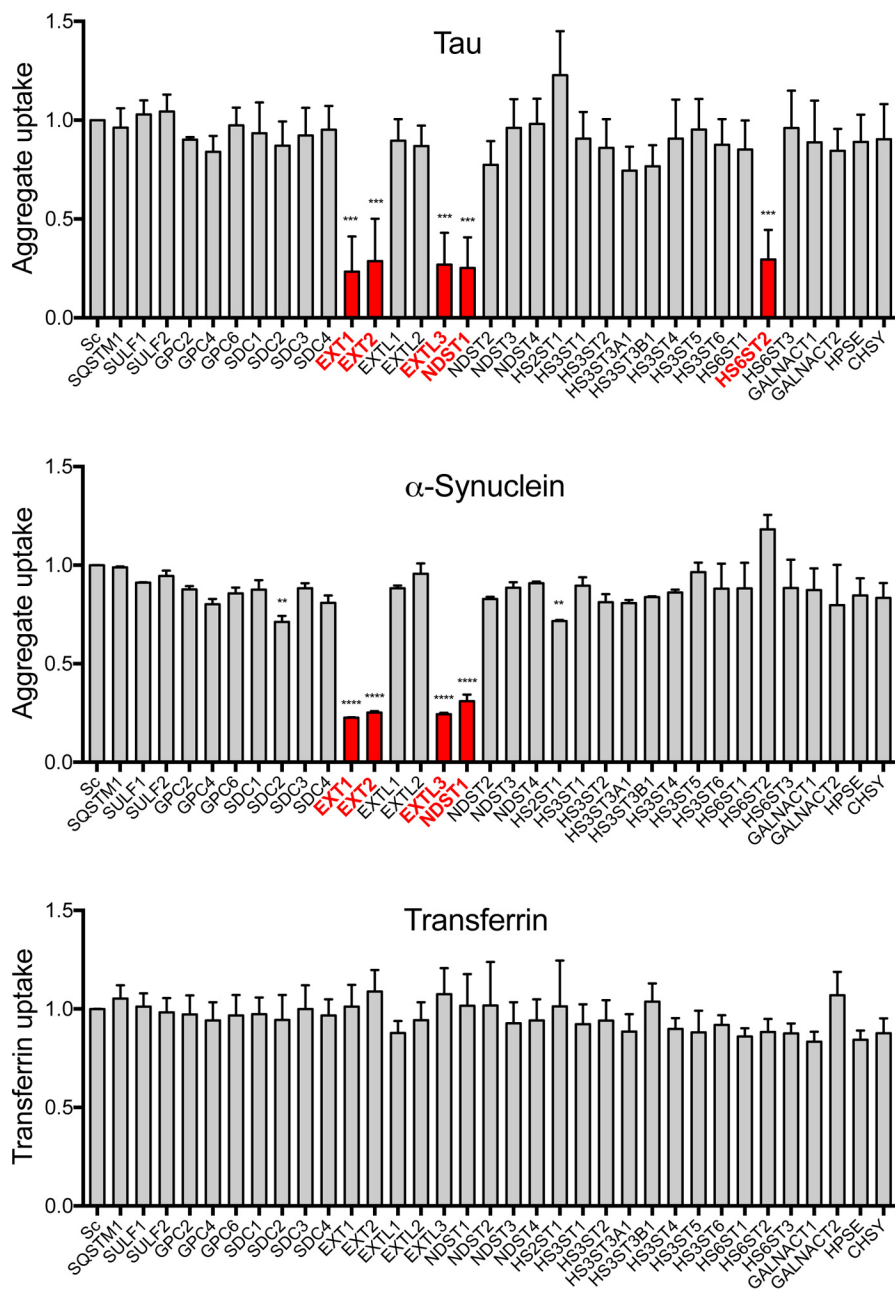 Tau
Aggregate uptake
1.5
1.0
0.5
0.0
*** *** *** *** ***
Sc SQSTM1 SULF1 SULF2 GPC2 GPC4 GPC6 SDC1 SDC2 SDC3 SDC4 EXT1 EXT2 EXTL1 EXTL2 EXTL3 NDST1 NDST2 NDST3 NDST4 HS2ST1 HS3ST1 HS3ST2 HS3ST3A1 HS3ST3B1 HS3ST4 HS3ST5 HS3ST6 HS6ST1 HS6ST2 HS6ST3 GALNACT1 GALNACT2 HPSE CHSY
α-Synuclein
Aggregate uptake
1.5
1.0
0.5
0.0
** **** **** **** **** **
Sc SQSTM1 SULF1 SULF2 GPC2 GPC4 GPC6 SDC1 SDC2 SDC3 SDC4 EXT1 EXT2 EXTL1 EXTL2 EXTL3 NDST1 NDST2 NDST3 NDST4 HS2ST1 HS3ST1 HS3ST2 HS3ST3A1 HS3ST3B1 HS3ST4 HS3ST5 HS3ST6 HS6ST1 HS6ST2 HS6ST3 GALNACT1 GALNACT2 HPSE CHSY
Transferrin
Transferrin uptake
1.5
1.0
0.5
0.0
Sc SQSTM1 SULF1 SULF2 GPC2 GPC4 GPC6 SDC1 SDC2 SDC3 SDC4 EXT1 EXT2 EXTL1 EXTL2 EXTL3 NDST1 NDST2 NDST3 NDST4 HS2ST1 HS3ST1 HS3ST2 HS3ST3A1 HS3ST3B1 HS3ST4 HS3ST5 HS3ST6 HS6ST1 HS6ST2 HS6ST3 GALNACT1 GALNACT2 HPSE CHSY